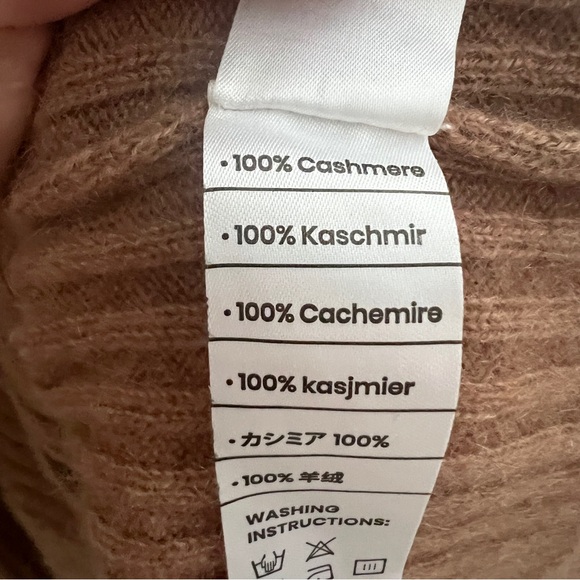 • 100% Cashmere
• 100% Kaschmir
• 100% Cachemire
• 100% kasjmier
• カシミア 100%
• 100% 羊绒
WASHING
INSTRUCTIONS: